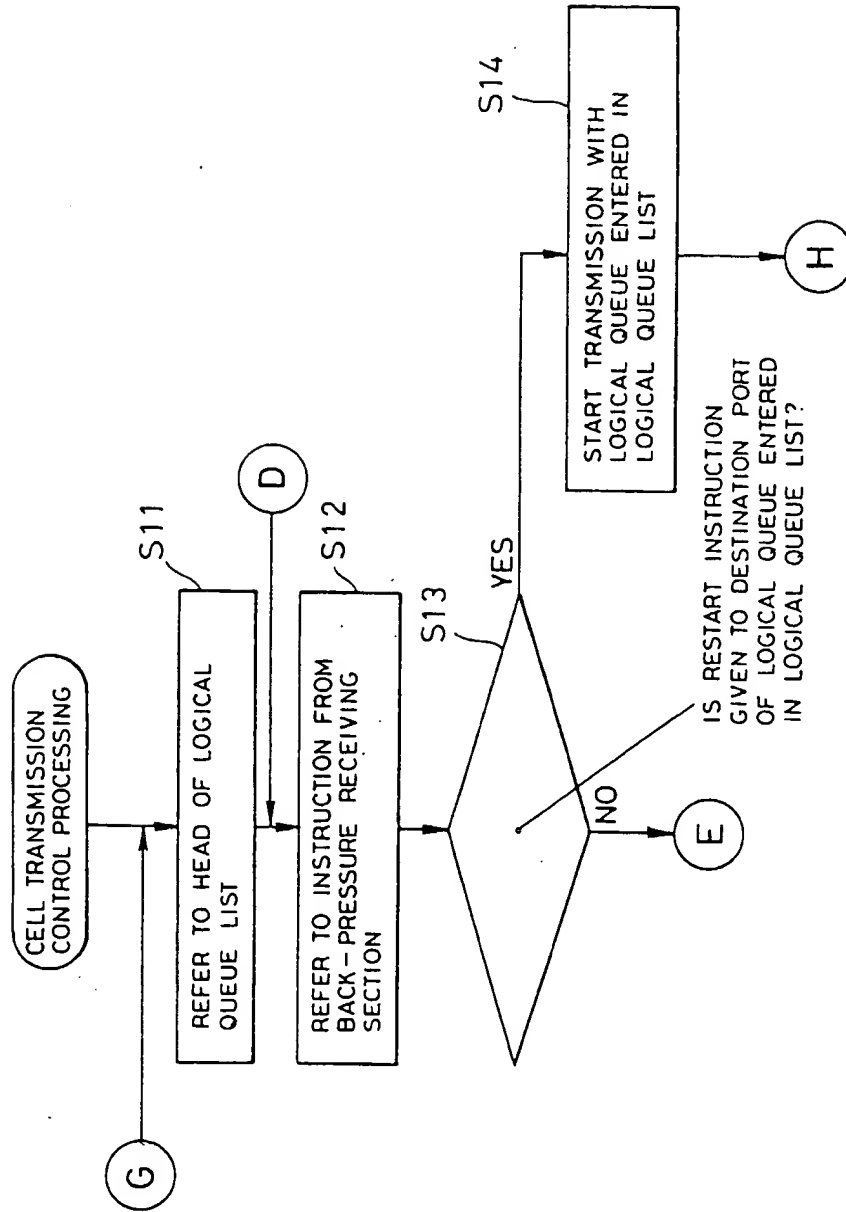 CELL TRANSMISSION
CONTROL PROCESSING
G
S11
REFER TO HEAD OF LOGICAL
QUEUE LIST
D
S12
REFER TO INSTRUCTION FROM
BACK-PRESSURE RECEIVING
SECTION
S13
YES
NO
IS RESTART INSTRUCTION
GIVEN TO DESTINATION PORT
OF LOGICAL QUEUE ENTERED
IN LOGICAL QUEUE LIST?
E
S14
START TRANSMISSION WITH
LOGICAL QUEUE ENTERED IN
LOGICAL QUEUE LIST
H